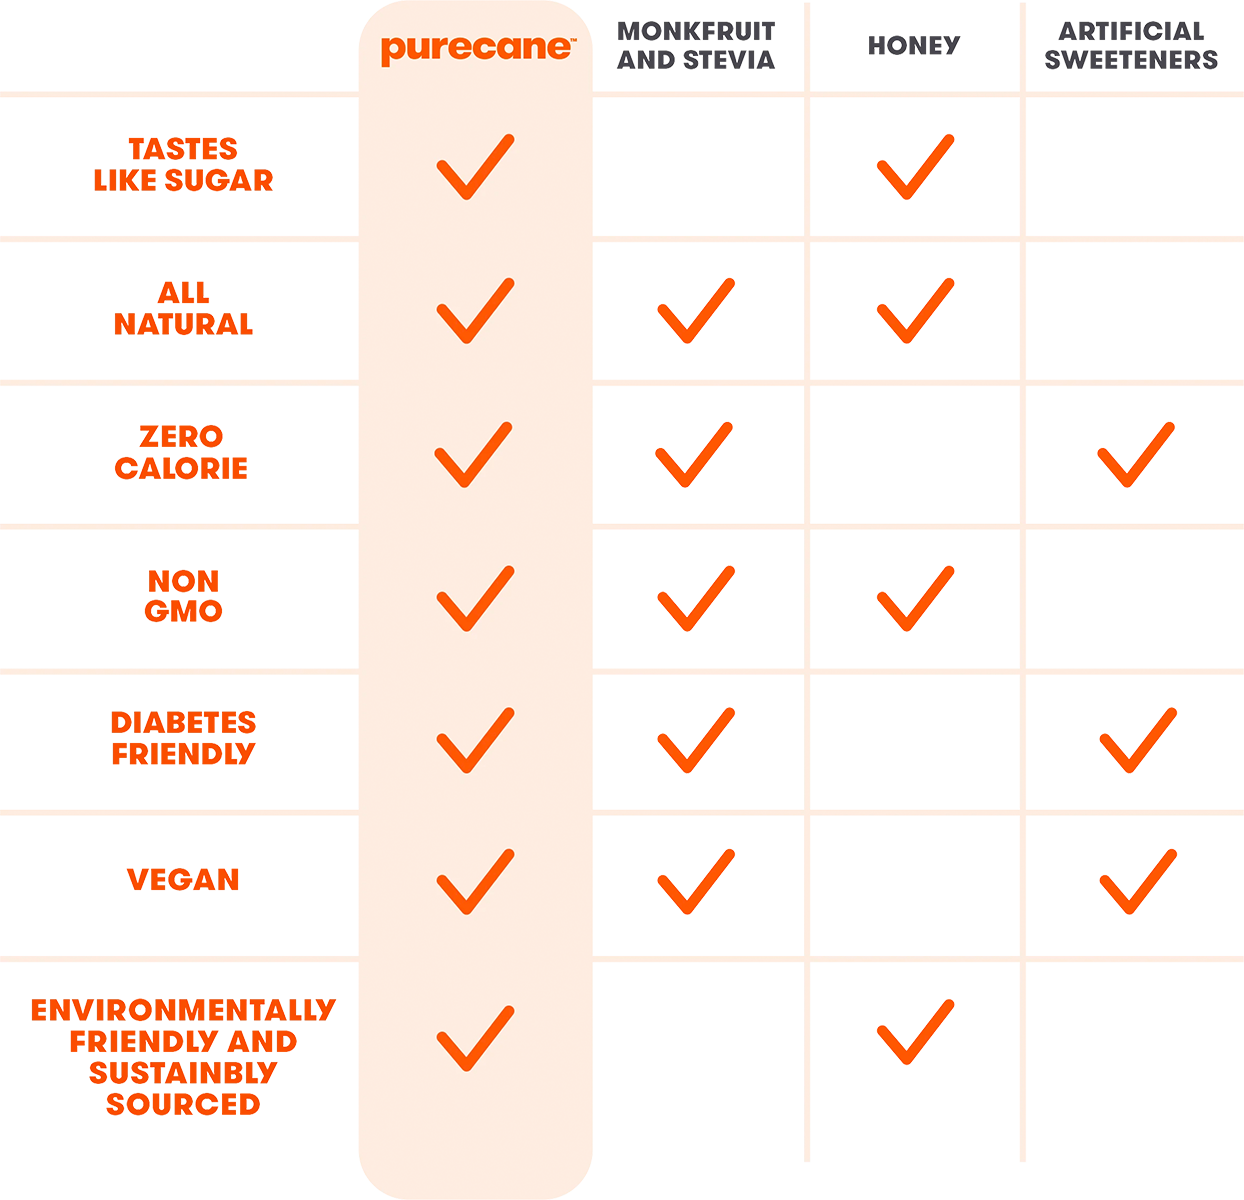 purecane™
MONKFRUIT
AND STEVIA
HONEY
ARTIFICIAL
SWEETENERS
TASTES
LIKE SUGAR
ALL
NATURAL
ZERO
CALORIE
NON
GMO
DIABETES
FRIENDLY
VEGAN
ENVIRONMENTALLY
FRIENDLY AND
SUSTAINBLY
SOURCED